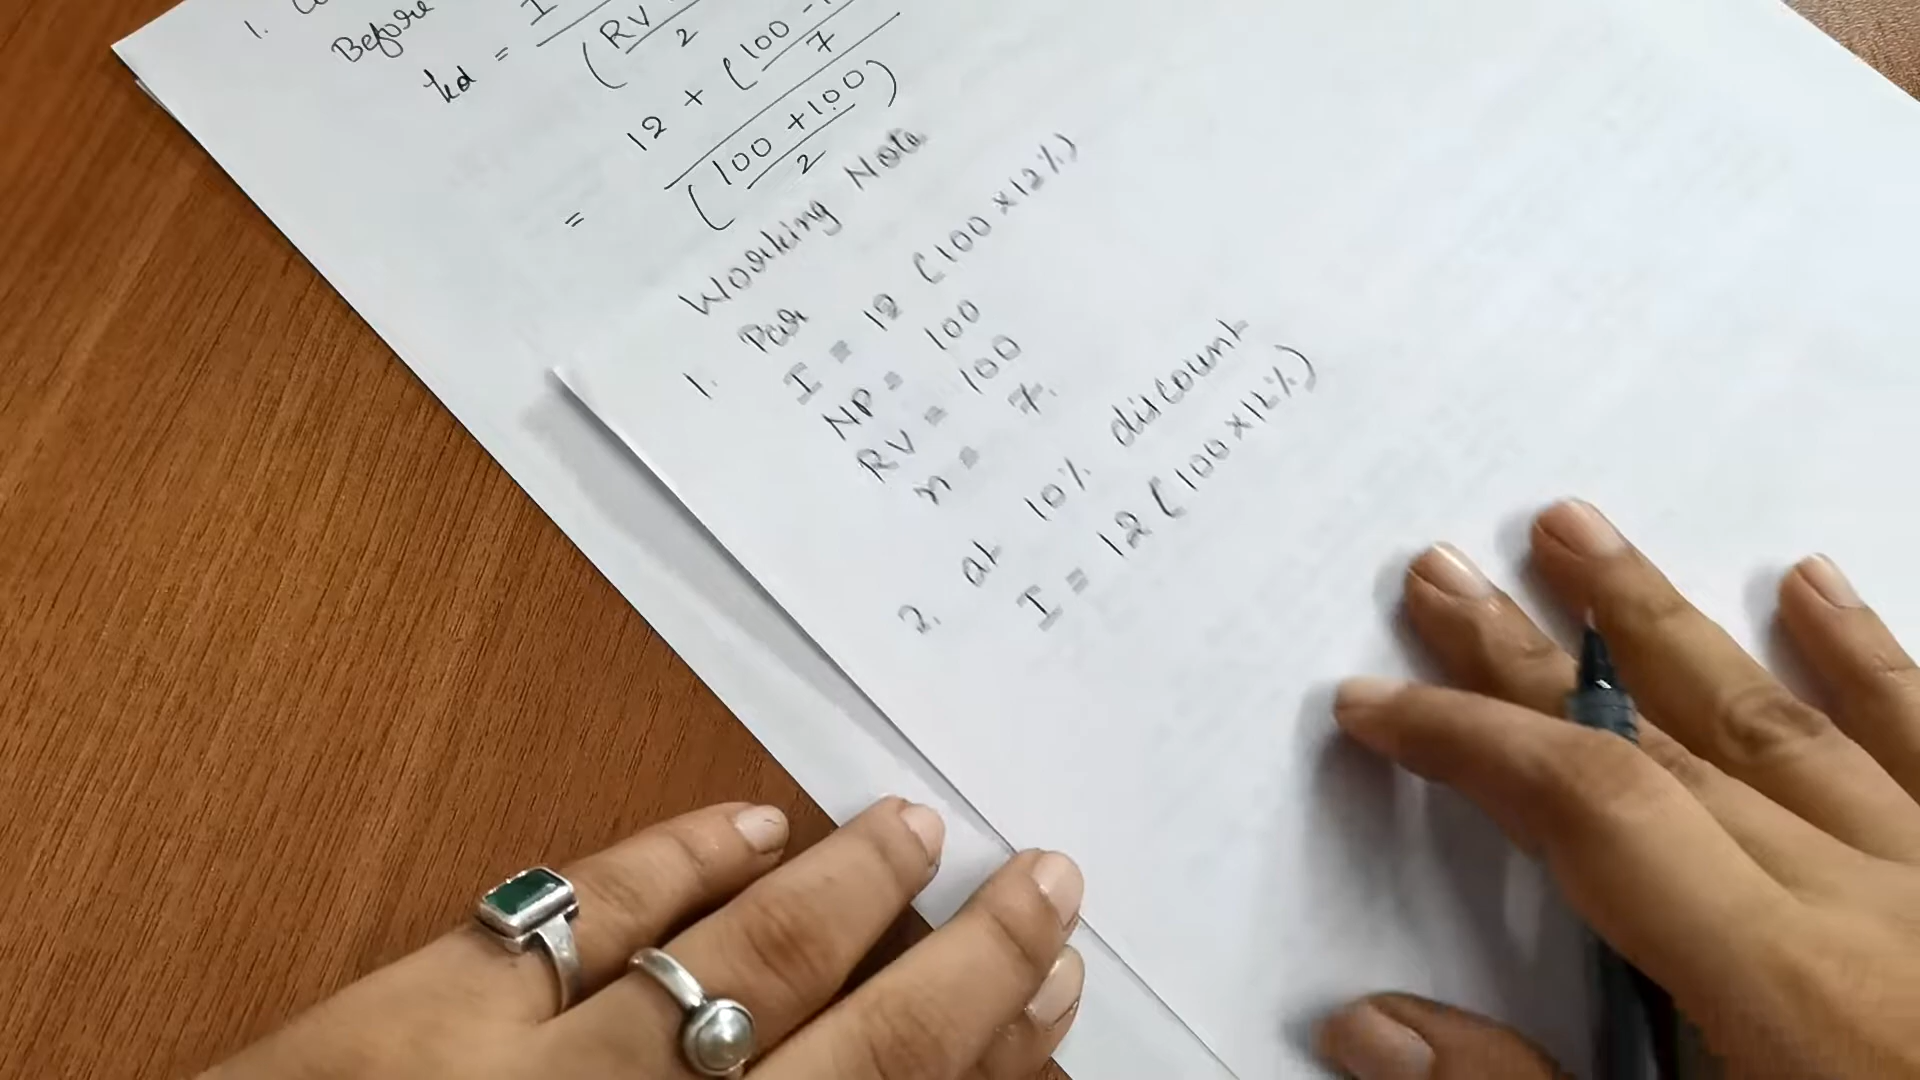 1.
Before
kd = I
(RV
2
12 + (100 -
7
=
(100 + 100)
2
Working Note
1. Par
I = 12 (100 × 12%)
NP = 100
RV = 100
n = 7.
2. at 10% discount
I = 12 (100 × 12%)